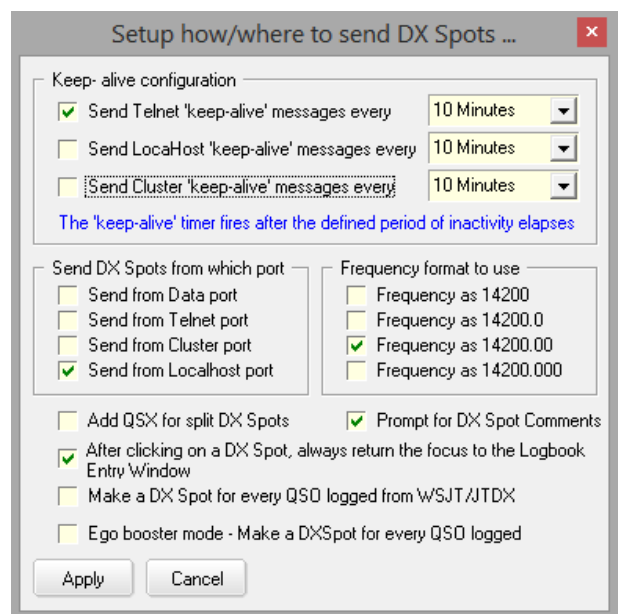 Setup how/where to send DX Spots ...
Keep- alive configuration
Send Telnet 'keep-alive' messages every 10 Minutes
Send LocaHost 'keep-alive' messages every 10 Minutes
Send Cluster 'keep-alive' messages every 10 Minutes
The 'keep-alive' timer fires after the defined period of inactivity elapses
Send DX Spots from which port
Send from Data port
Send from Telnet port
Send from Cluster port
Send from Localhost port
Frequency format to use
Frequency as 14200
Frequency as 14200.0
Frequency as 14200.00
Frequency as 14200.000
Add QSX for split DX Spots
Prompt for DX Spot Comments
After clicking on a DX Spot, always return the focus to the Logbook
Entry Window
Make a DX Spot for every QSO logged from WSJT/JTDX
Ego booster mode - Make a DXSpot for every QSO logged
Apply
Cancel